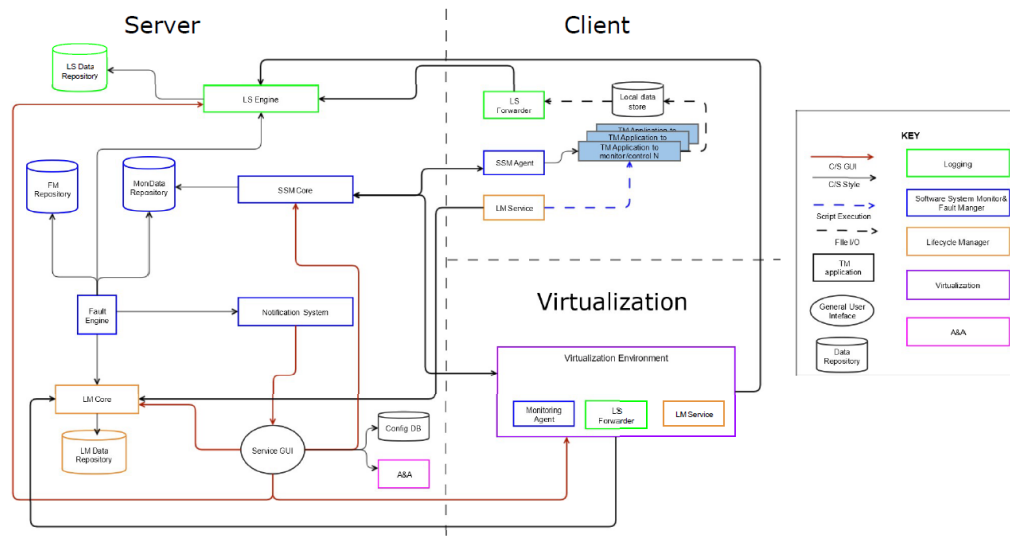 Server
Client
LS Data
Repository
LS Engine
LS
Forwarder
Local data
store
TM Application to
TM Application to
TM Application to
monitor/control N
FM
Repository
MoniData
Repository
SSM Core
SSM Agent
LM Service
Fault
Engine
Notification System
LM Core
LM Data
Repository
Service GUI
Config DB
A&A
Virtualization
Virtualization Environment
Monitoring
Agent
LS
Forwarder
LM Service
KEY
C/S GUI
C/S Style
Script Execution
File I/O
TM
application
General User
Inteface
Data
Repository
Logging
Software System Monitor&
Fault Manger
Lifecycle Manager
Virtualization
A&A